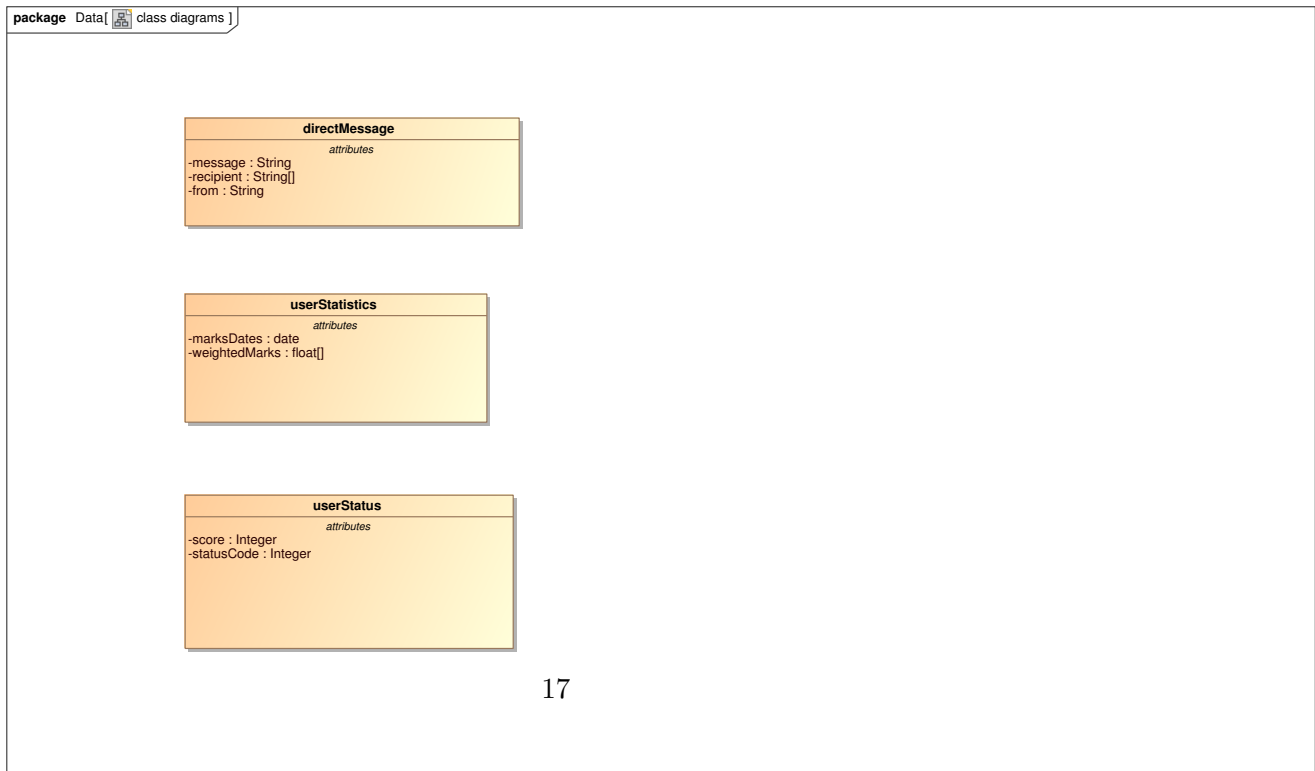 package Data[ class diagrams ]
directMessage
attributes
-message : String
-recipient : String[]
-from : String
userStatistics
attributes
-marksDates : date
-weightedMarks : float[]
userStatus
attributes
-score : Integer
-statusCode : Integer
17